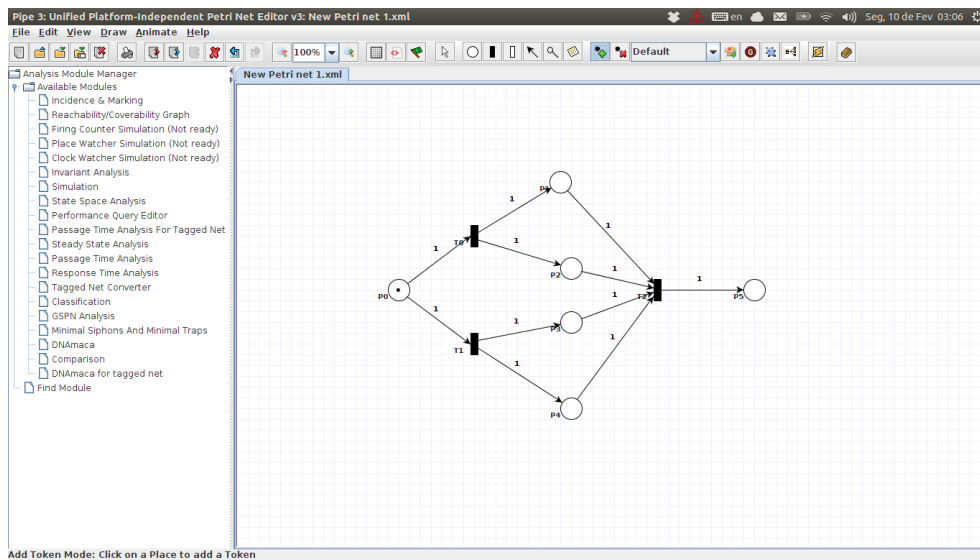 Pipe 3: Unified Platform-Independent Petri Net Editor v3: New Petri net 1.xml
en
Seg, 10 de Fev 03:06
File Edit View Draw Animate Help
100%
Default
G
Analysis Module Manager
Available Modules
Incidence & Marking
Reachability/Coverability Graph
Firing Counter Simulation (Not ready)
Place Watcher Simulation (Not ready)
Clock Watcher Simulation (Not ready)
Invariant Analysis
Simulation
State Space Analysis
Performance Query Editor
Passage Time Analysis For Tagged Net
Steady State Analysis
Passage Time Analysis
Response Time Analysis
Tagged Net Converter
Classification
GSPN Analysis
Minimal Siphons And Minimal Traps
DNAmaca
Comparison
DNAmaca for tagged net
Find Module
New Petri net 1.xml
P1
1
1
T0
1
1
1
P2
1
1
P0
T2
P5
1
1
1
P3
T1
1
1
P4
Add Token Mode: Click on a Place to add a Token